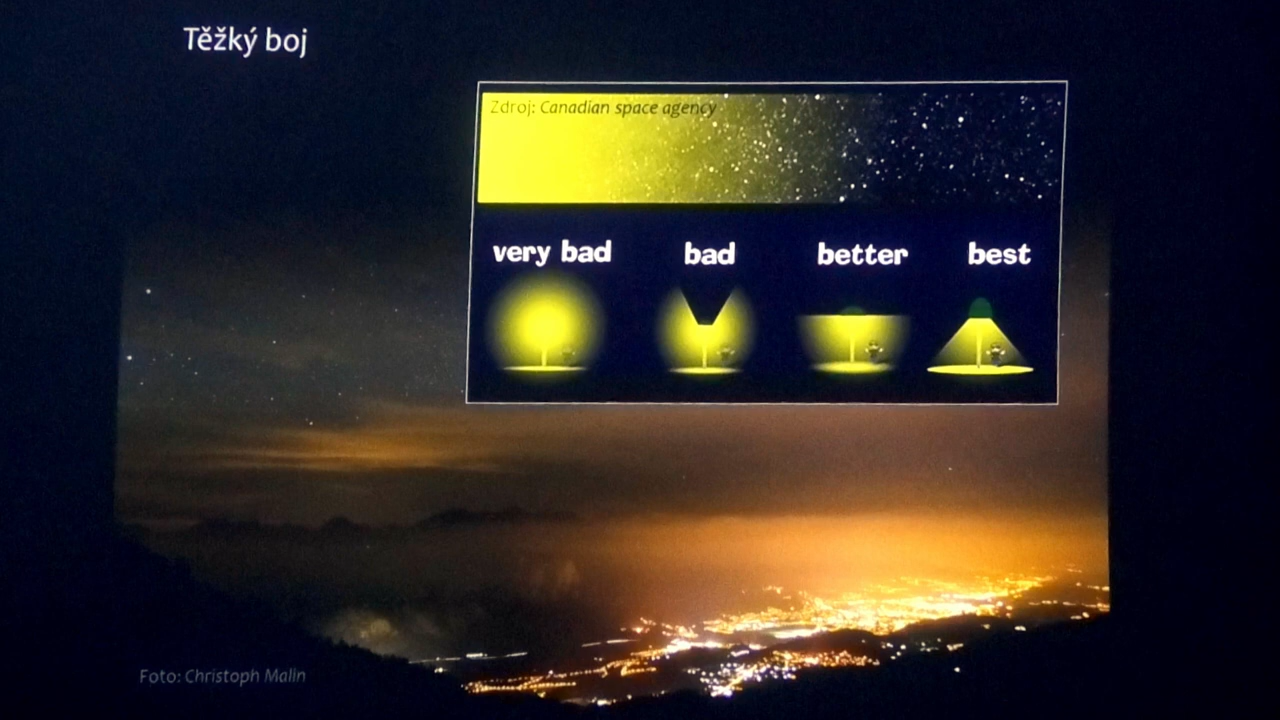 Těžký boj
Zdroj: Canadian space agency
very bad
bad
better
best
Foto: Christoph Malin